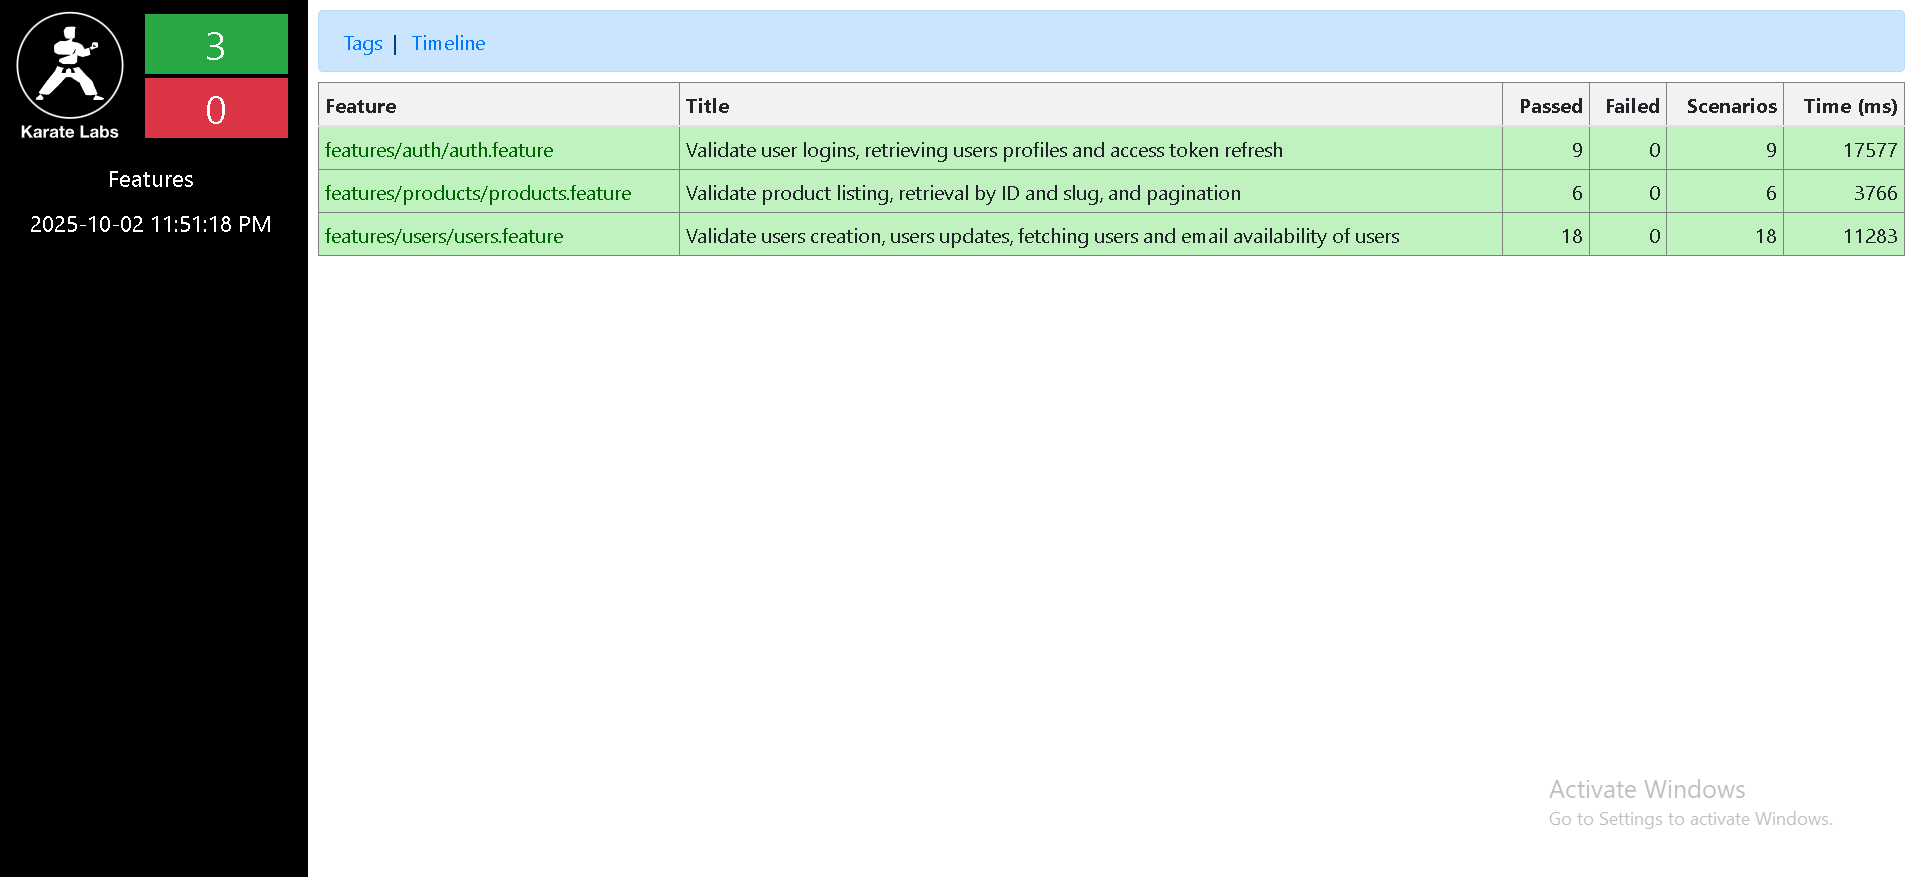 Karate Labs
3
0
Features
2025-10-02 11:51:18 PM
Tags | Timeline
Feature Title Passed Failed Scenarios Time (ms)
features/auth/auth.feature Validate user logins, retrieving users profiles and access token refresh 9 0 9 17577
features/products/products.feature Validate product listing, retrieval by ID and slug, and pagination 6 0 6 3766
features/users/users.feature Validate users creation, users updates, fetching users and email availability of users 18 0 18 11283
Activate Windows
Go to Settings to activate Windows.